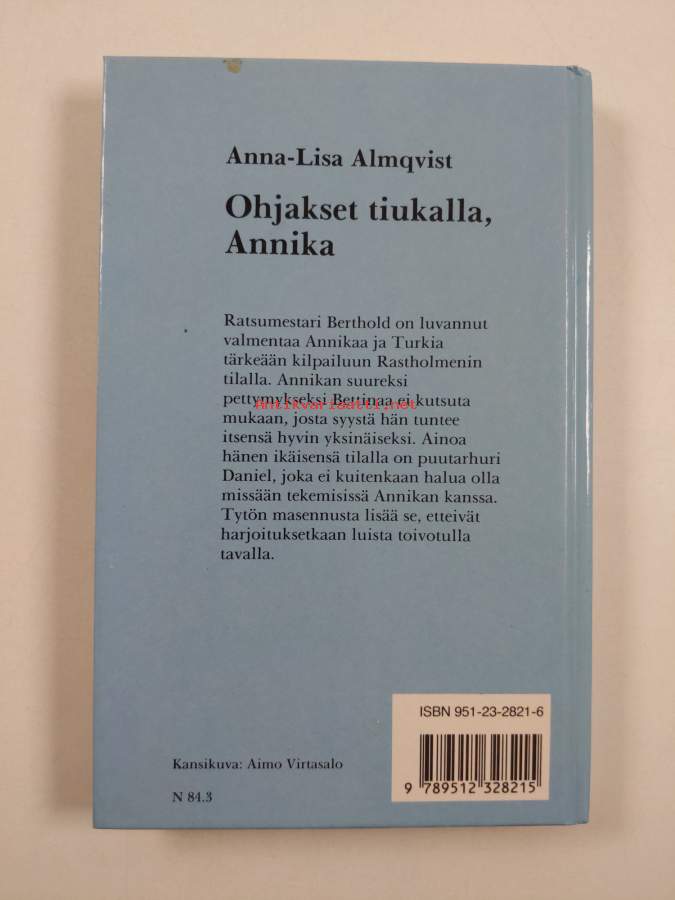 Anna-Lisa Almqvist
Ohjakset tiukalla,
Annika
Ratsumestari Berthold on luvannut
valmentaa Annikaa ja Turkia
tärkeään kilpailuun Rastholmenin
tilalla. Annikan suureksi
pettymykseksi Bettinaa ei kutsuta
Antikvariaatti.net
mukaan, josta syystä hän tuntee
itsensä hyvin yksinäiseksi. Ainoa
hänen ikäisensä tilalla on puutarhuri
Daniel, joka ei kuitenkaan halua olla
missään tekemisissä Annikan kanssa.
Tytön masennusta lisää se, etteivät
harjoituksetkaan luista toivotulla
tavalla.
ISBN 951-23-2821-6
9 789512 328215
Kansikuva: Aimo Virtasalo
N 84.3